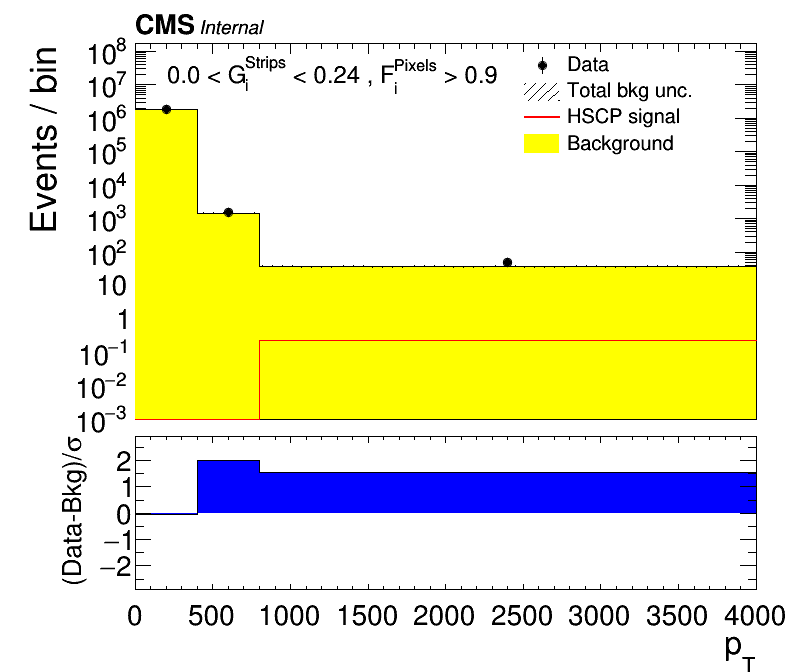 CMS Internal
0.0 < G_i^Strips < 0.24 , F_i^Pixels > 0.9
Data
Total bkg unc.
HSCP signal
Background
Events / bin
10^8
10^7
10^6
10^5
10^4
10^3
10^2
10
1
10^−1
10^−2
10^−3
(Data-Bkg)/σ
2
1
0
−1
−2
0 500 1000 1500 2000 2500 3000 3500 4000
p_T